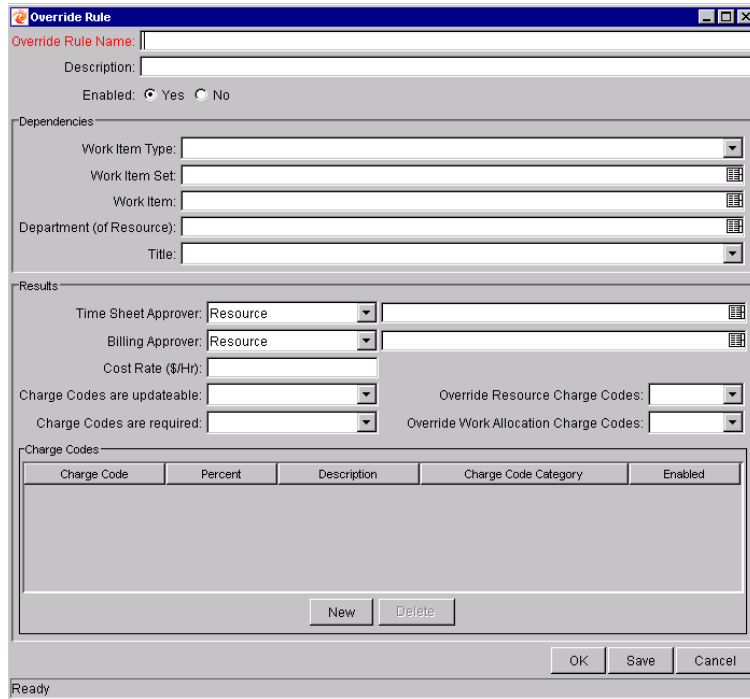 Override Rule
Override Rule Name:
Description:
Enabled: Yes No
Dependencies
Work Item Type:
Work Item Set:
Work Item:
Department (of Resource):
Title:
Results
Time Sheet Approver: Resource
Billing Approver: Resource
Cost Rate ($/Hr):
Charge Codes are updateable: Override Resource Charge Codes:
Charge Codes are required: Override Work Allocation Charge Codes:
Charge Codes
Charge Code Percent Description Charge Code Category Enabled
New Delete
OK Save Cancel
Ready